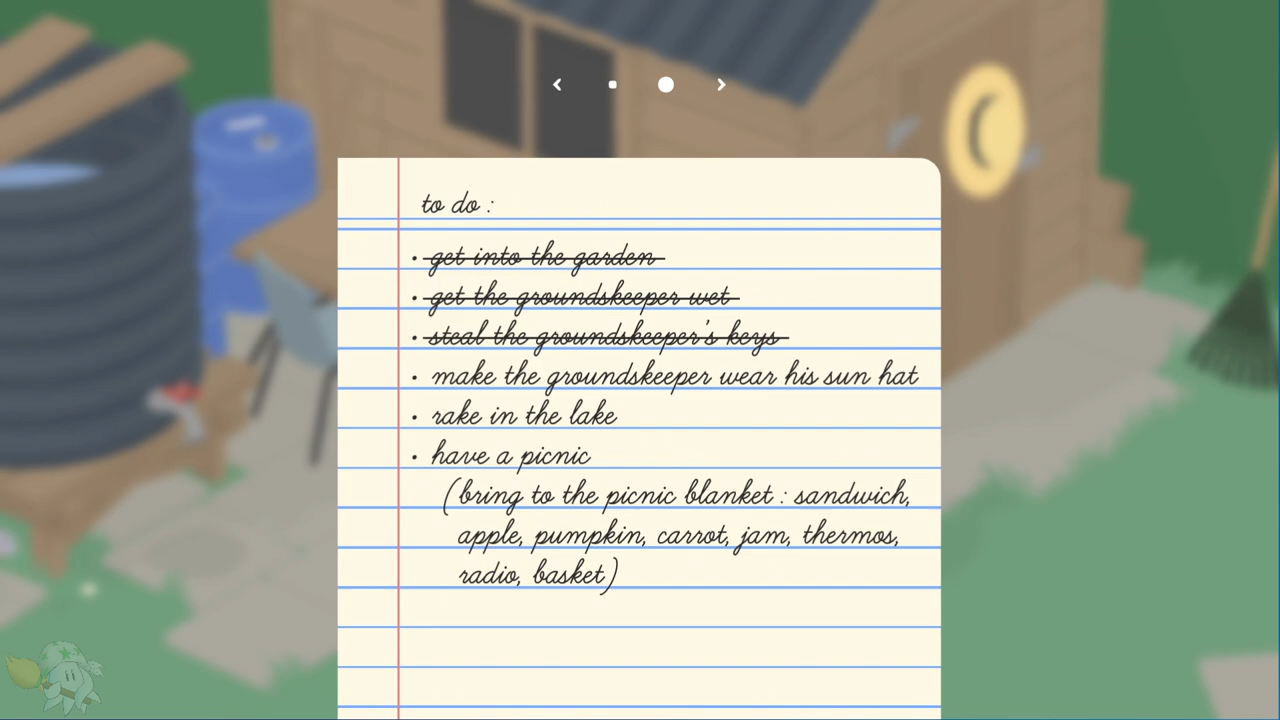 to do :
• get into the garden
• get the groundskeeper wet
• steal the groundskeeper's keys
• make the groundskeeper wear his sun hat
• rake in the lake
• have a picnic
(bring to the picnic blanket : sandwich,
apple, pumpkin, carrot, jam, thermos,
radio, basket)